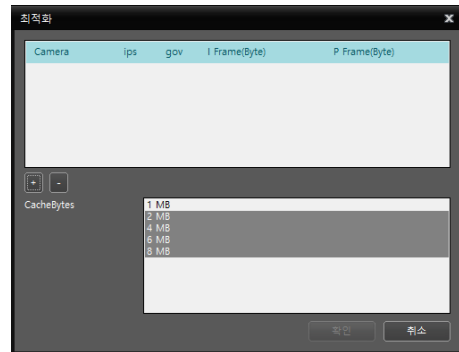 최적화 x
Camera ips gov I Frame(Byte) P Frame(Byte)
+ -
CacheBytes
1 MB
2 MB
4 MB
6 MB
8 MB
확인 취소